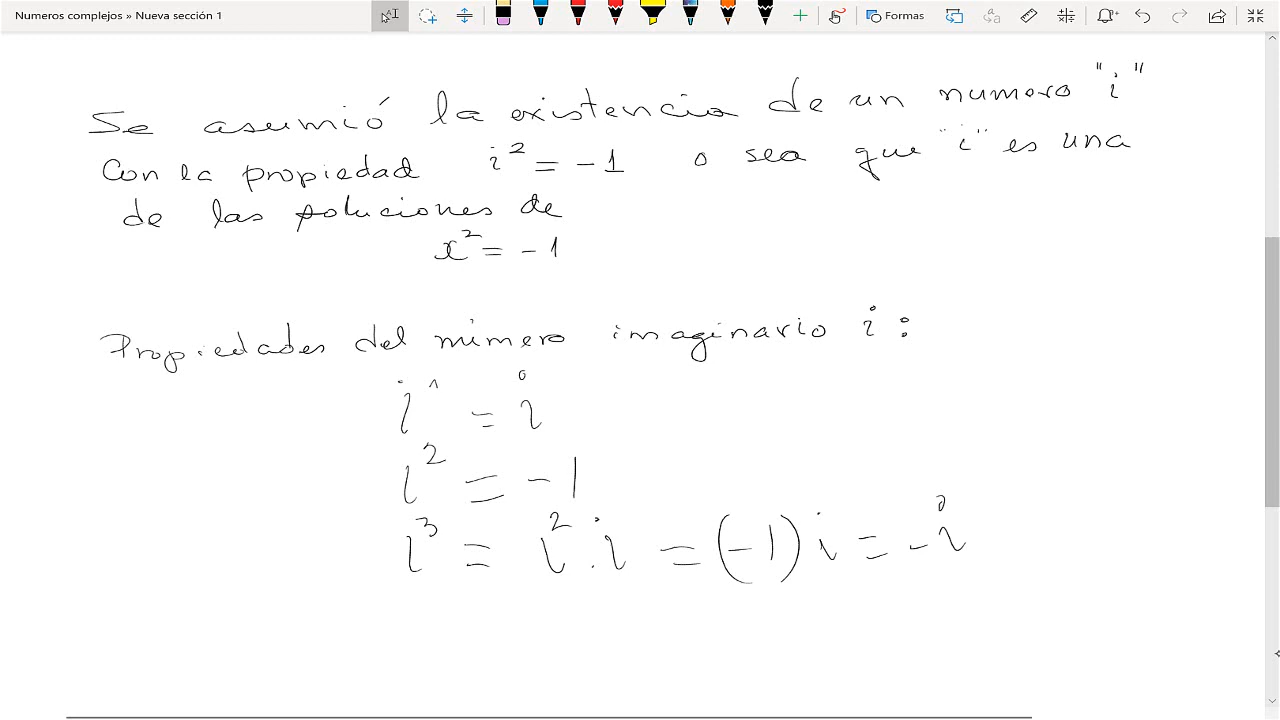 Numeros complejos » Nueva sección 1
Formas
Se asumió la existencia de un numero "i"
Con la propiedad i² = -1 o sea que "i" es una
de las soluciones de
x² = -1
Propiedades del número imaginario i:
i¹ = i
i² = -1
i³ = i² . i = (-1) i = -i